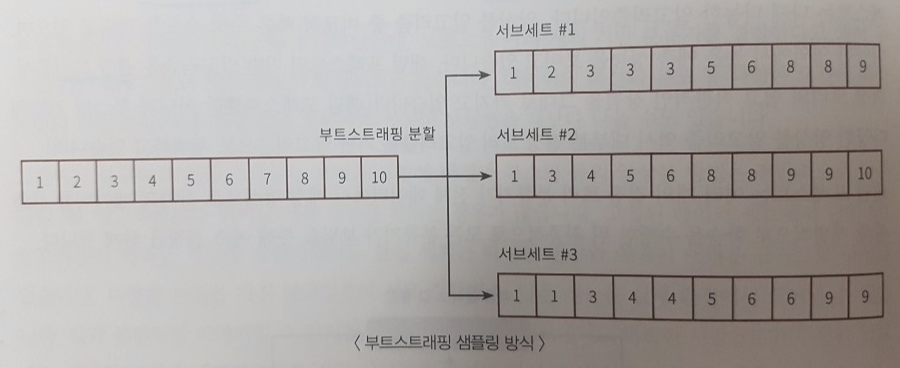 서브세트 #1
1 2 3 3 3 5 6 8 8 9
부트스트래핑 분할
서브세트 #2
1 2 3 4 5 6 7 8 9 10
1 3 4 5 6 8 8 9 9 10
서브세트 #3
1 1 3 4 4 5 6 6 9 9
〈 부트스트래핑 샘플링 방식 〉